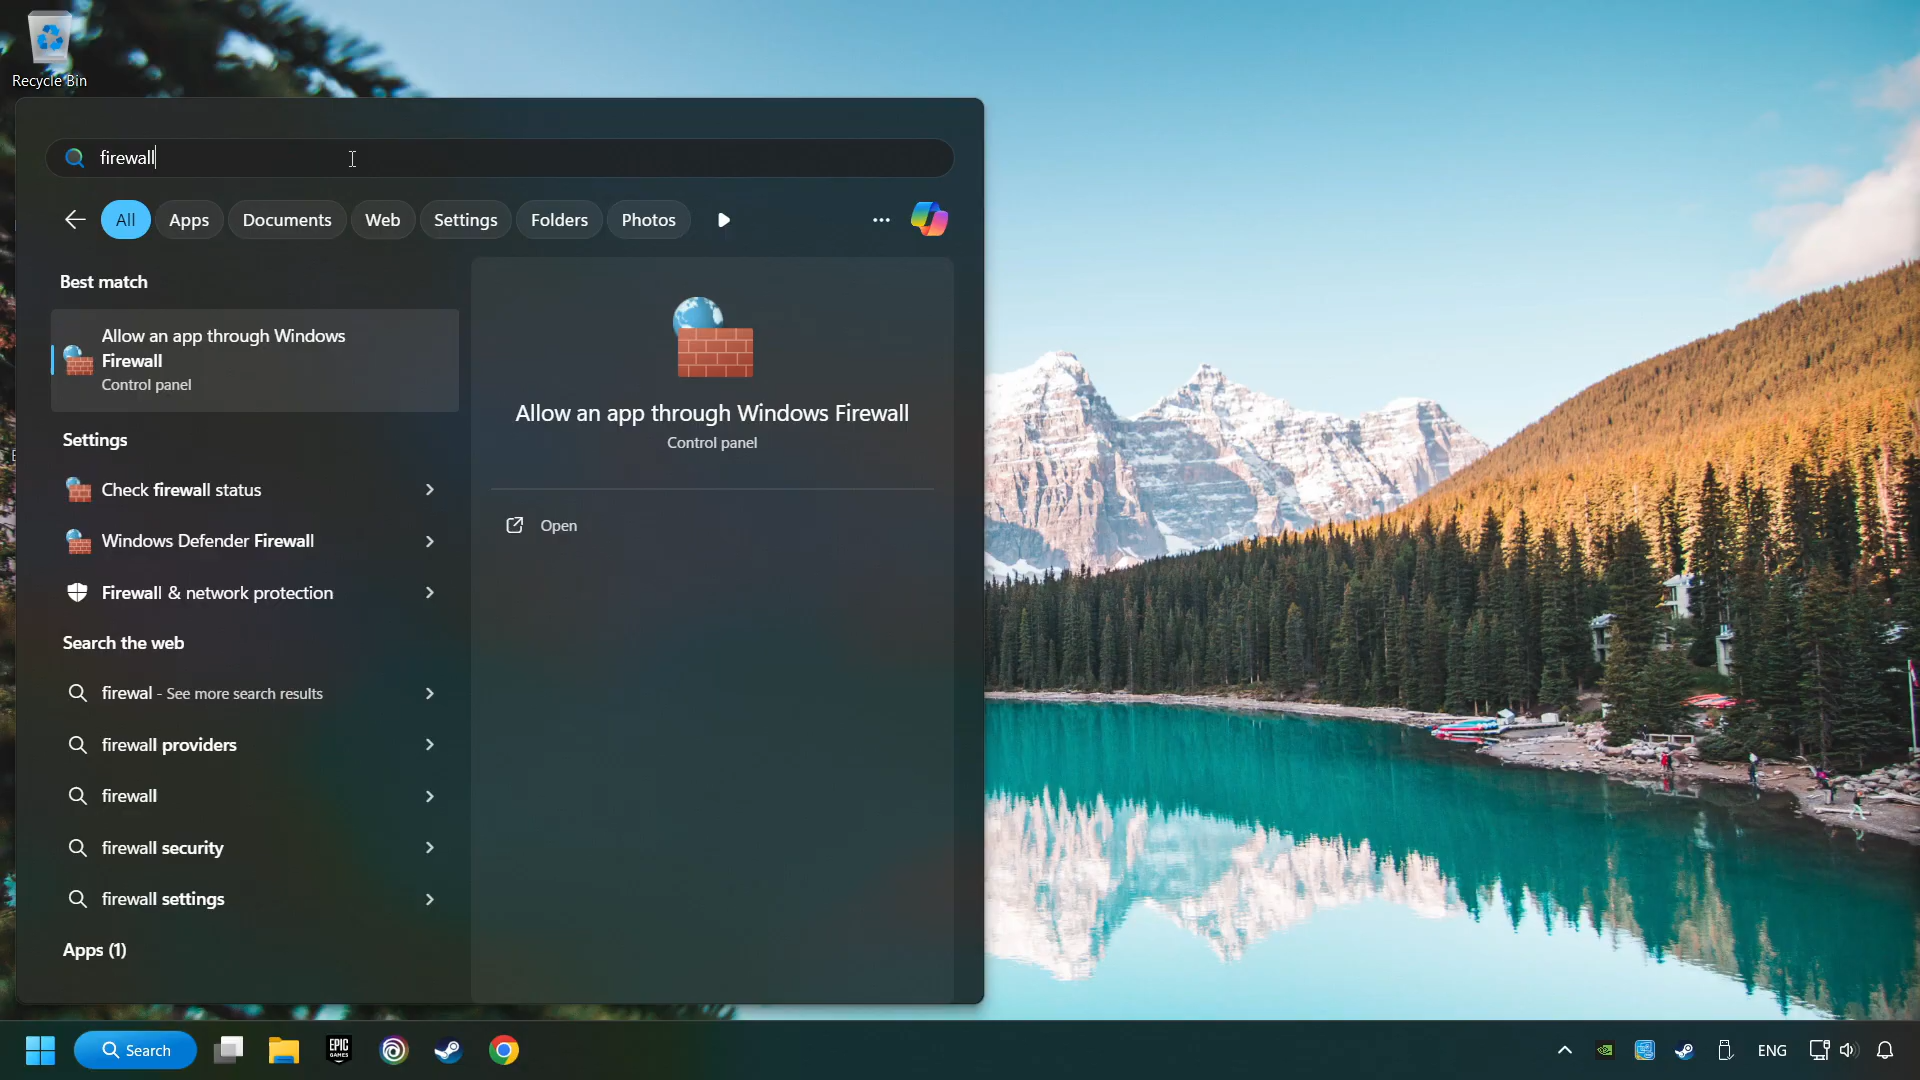 Recycle Bin
firewall
All
Apps
Documents
Web
Settings
Folders
Photos
Best match
Allow an app through Windows
Firewall
Control panel
Settings
Check firewall status
Windows Defender Firewall
Firewall & network protection
Search the web
firewal - See more search results
firewall providers
firewall
firewall security
firewall settings
Apps (1)
Allow an app through Windows Firewall
Control panel
Open
Search
EPIC
GAMES
ENG